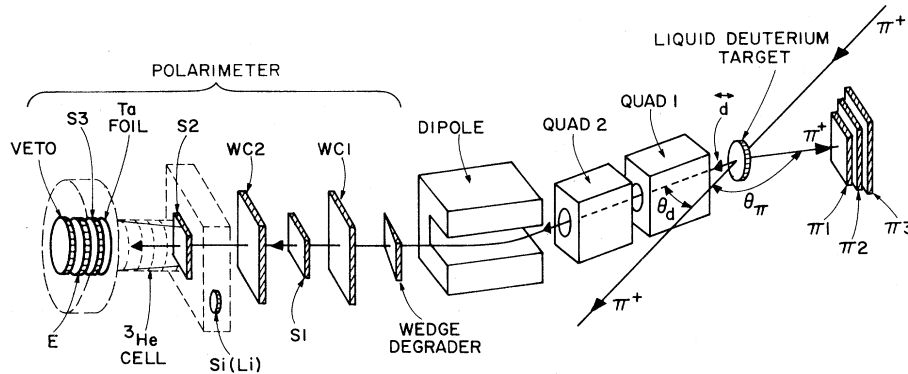 π+
LIQUID DEUTERIUM
TARGET
POLARIMETER
QUAD 1
d
S3
Ta
FOIL
S2
DIPOLE
QUAD 2
π+
VETO
WC2
WC1
θd
θπ
π1
π2
π3
E
3He
CELL
Si(Li)
S1
WEDGE
DEGRADER
π+